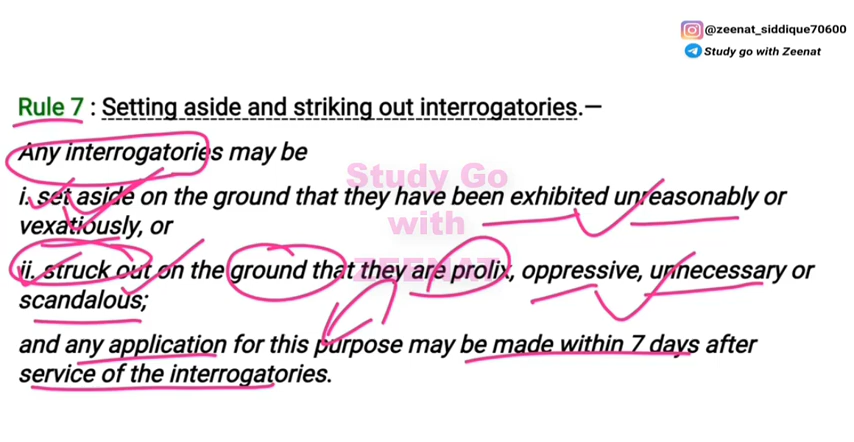 @zeenat_siddique70600
Study go with Zeenat
Rule 7 : Setting aside and striking out interrogatories.—
Any interrogatories may be
i. set aside on the ground that they have been exhibited unreasonably or
vexatiously, or
ii. struck out on the ground that they are prolix, oppressive, unnecessary or
scandalous;
and any application for this purpose may be made within 7 days after
service of the interrogatories.
Study Go
with
ZEENAT